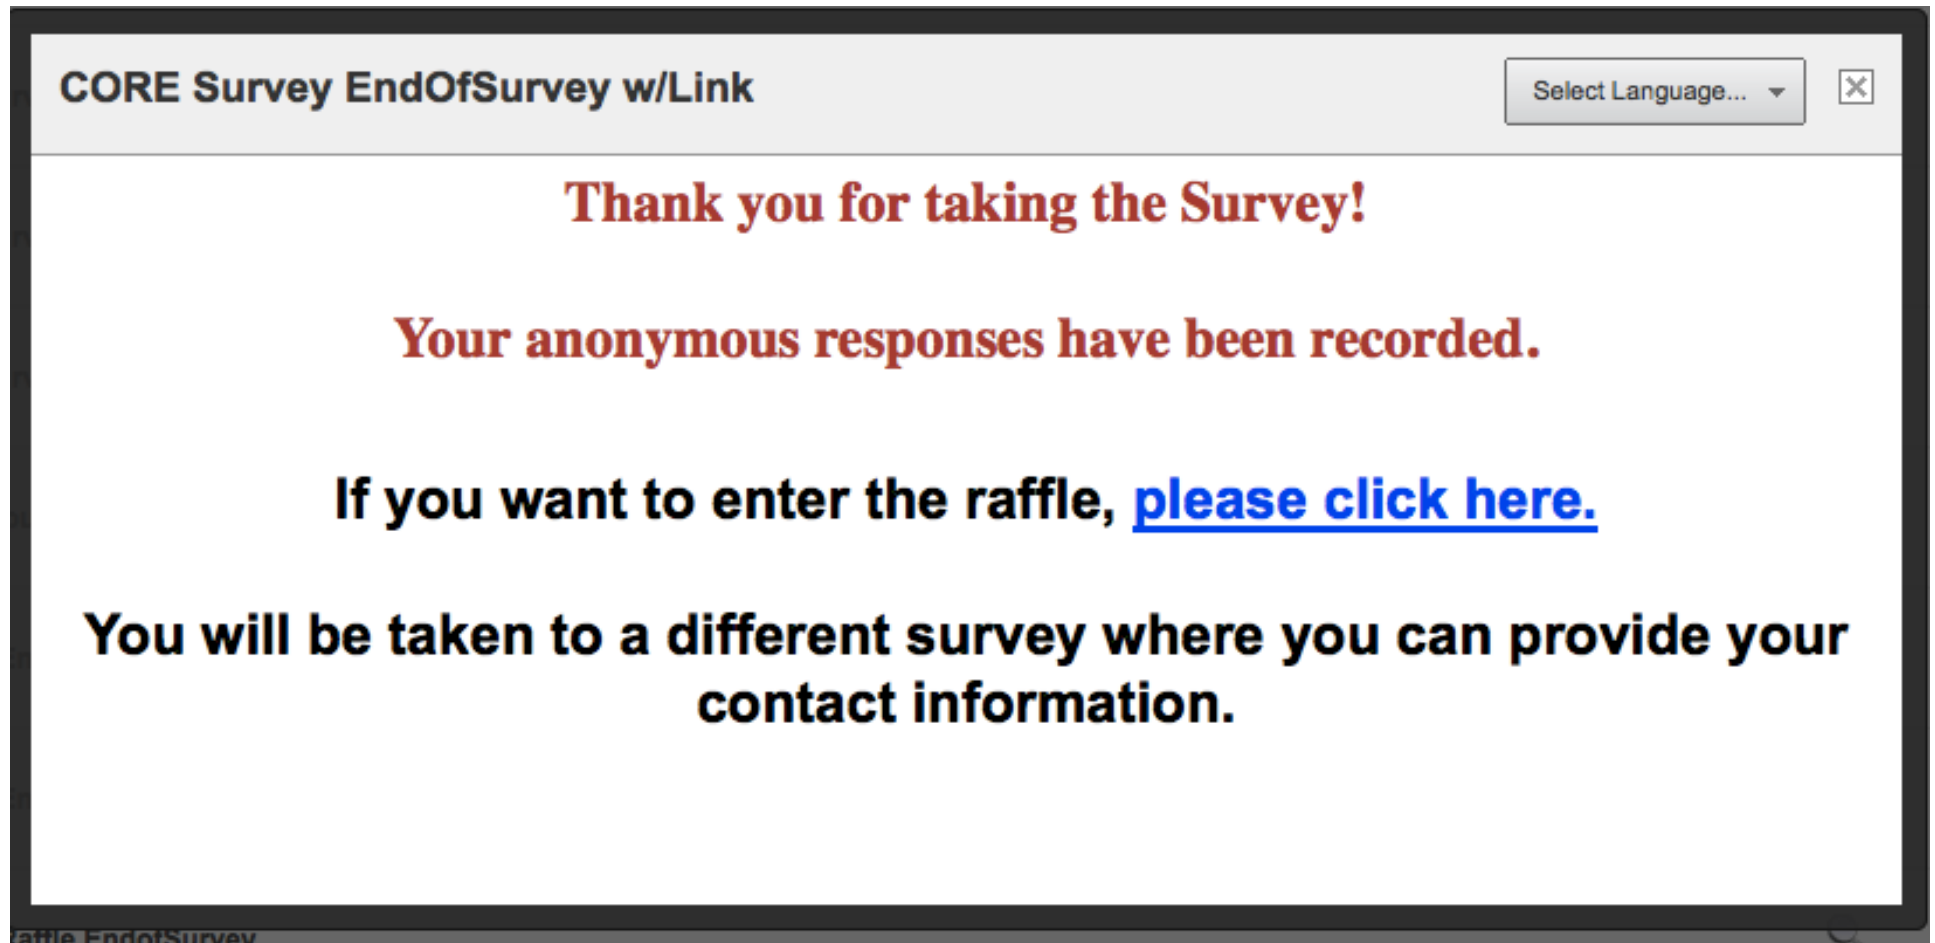 CORE Survey EndOfSurvey w/Link
Select Language...
Thank you for taking the Survey!
Your anonymous responses have been recorded.
If you want to enter the raffle, please click here.
You will be taken to a different survey where you can provide your
contact information.
EndofSurvey